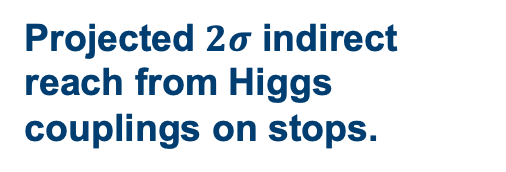 Projected 2σ indirect
reach from Higgs
couplings on stops.